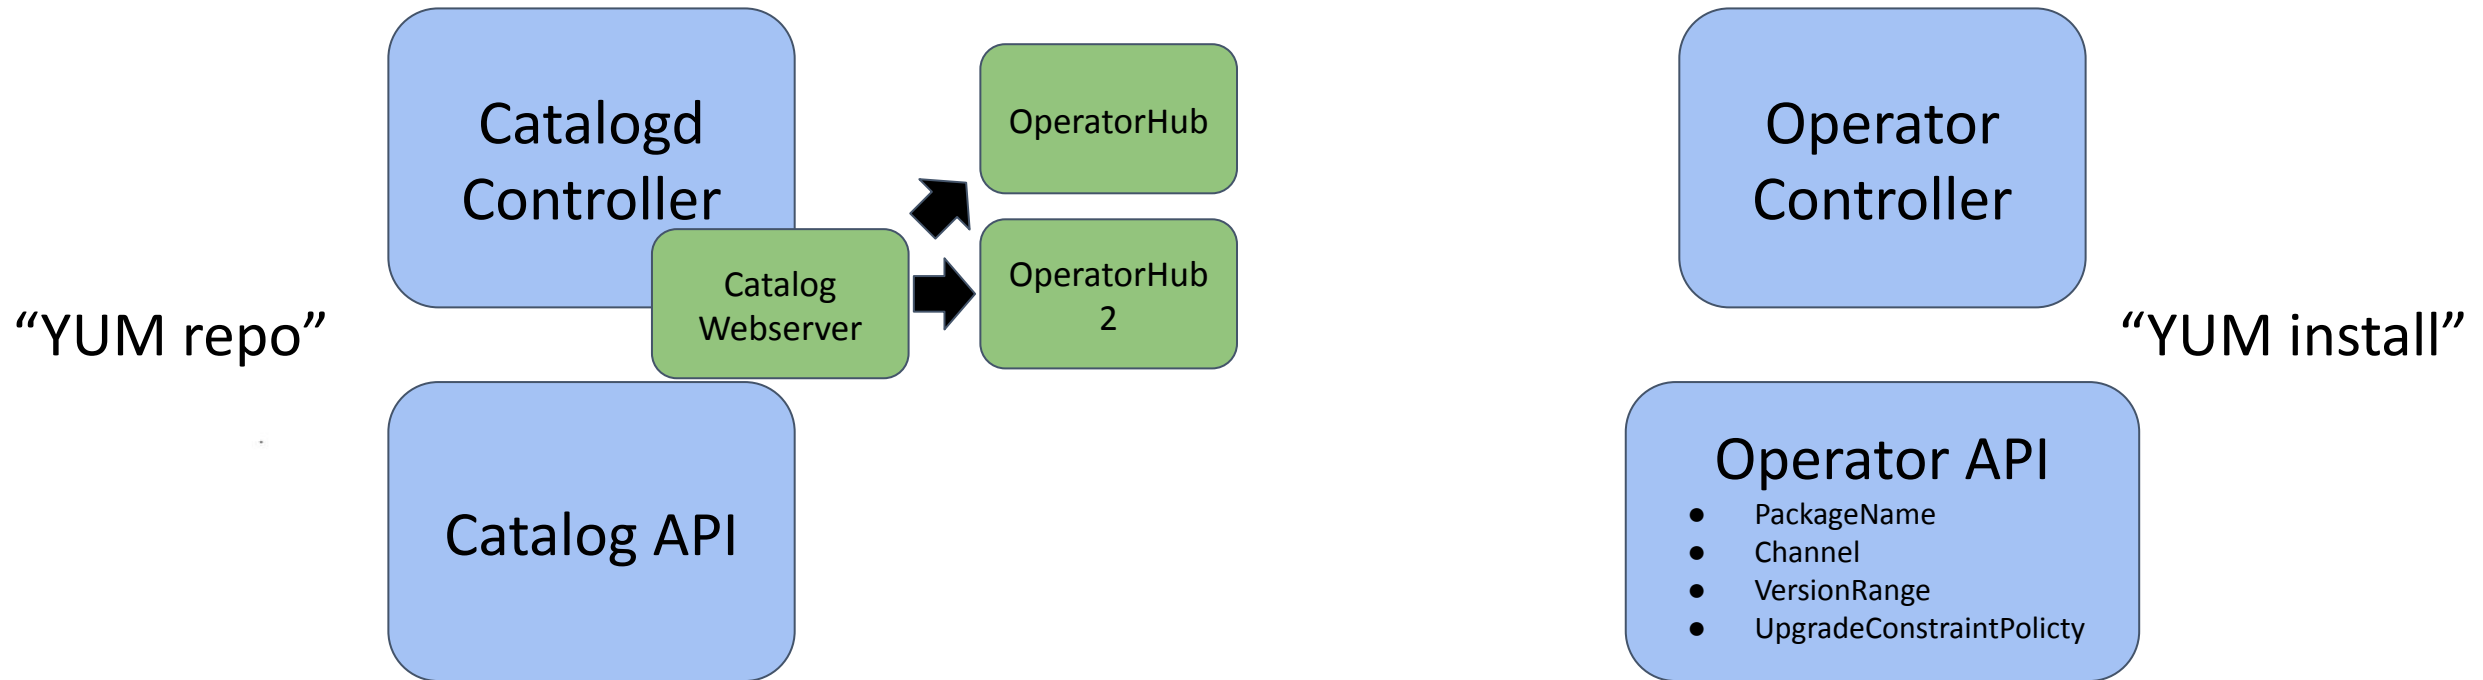 “YUM repo”
Catalogd
Controller
Catalog
Webserver
OperatorHub
OperatorHub
2
Catalog API
Operator
Controller
“YUM install”
Operator API
● PackageName
● Channel
● VersionRange
● UpgradeConstraintPolicty